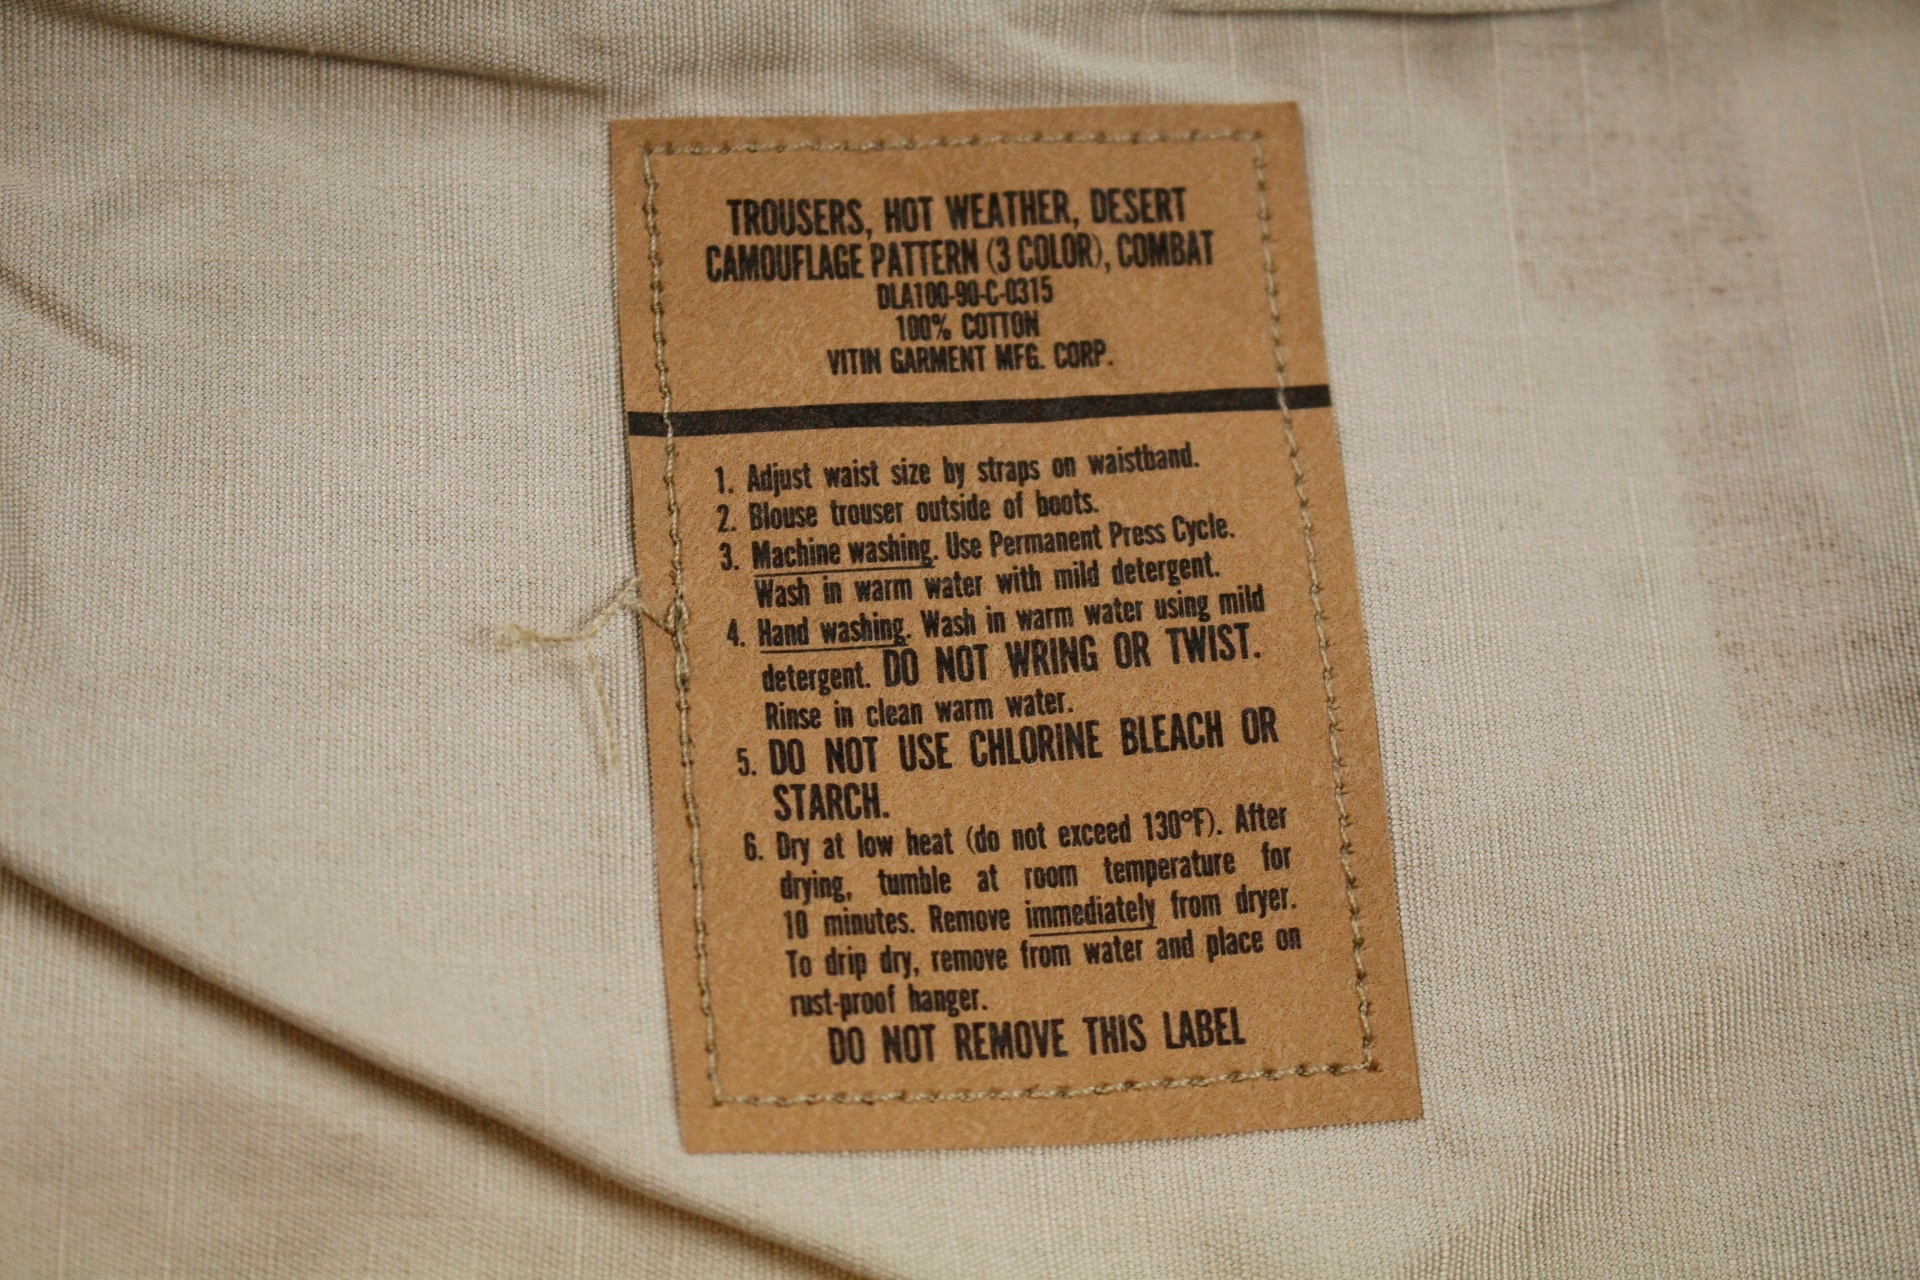 TROUSERS, HOT WEATHER, DESERT
CAMOUFLAGE PATTERN (3 COLOR), COMBAT
DLA100-90-C-0315
100% COTTON
VITIN GARMENT MFG. CORP.
1. Adjust waist size by straps on waistband.
2. Blouse trouser outside of boots.
3. Machine washing. Use Permanent Press Cycle.
Wash in warm water with mild detergent.
4. Hand washing. Wash in warm water using mild
detergent. DO NOT WRING OR TWIST.
Rinse in clean warm water.
5. DO NOT USE CHLORINE BLEACH OR
STARCH.
6. Dry at low heat (do not exceed 130°F). After
drying, tumble at room temperature for
10 minutes. Remove immediately from dryer.
To drip dry, remove from water and place on
rust-proof hanger.
DO NOT REMOVE THIS LABEL